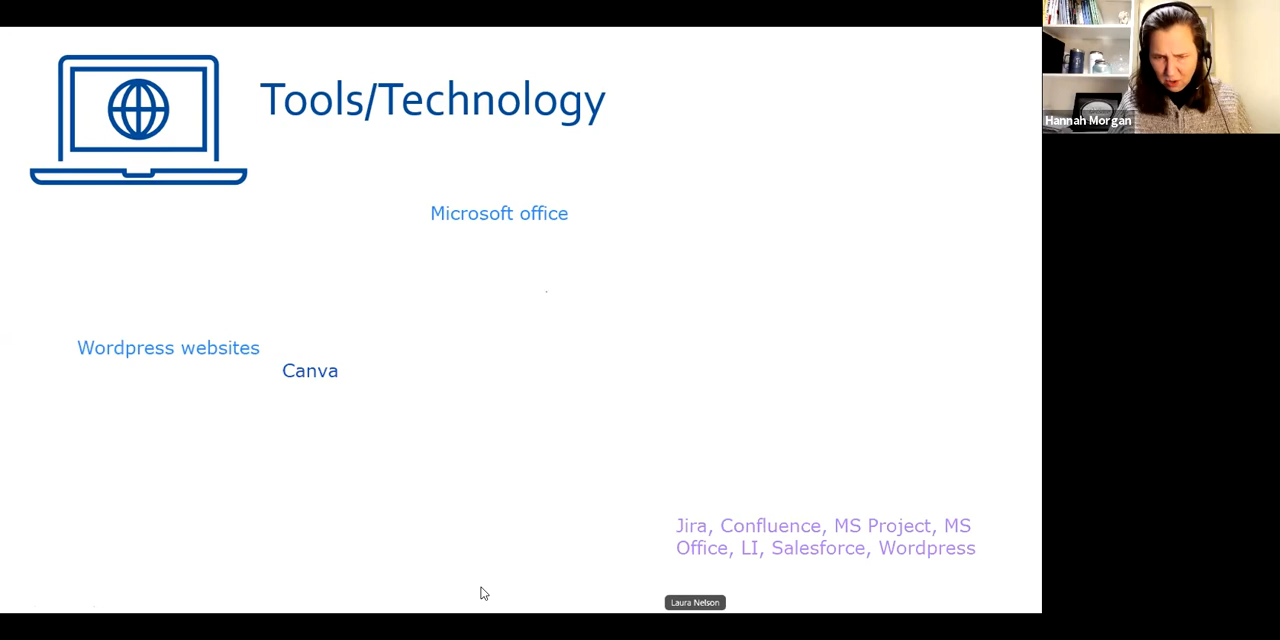 Tools/Technology
Hannah Morgan
Microsoft office
Wordpress websites
Canva
Jira, Confluence, MS Project, MS
Office, LI, Salesforce, Wordpress
Laura Nelson